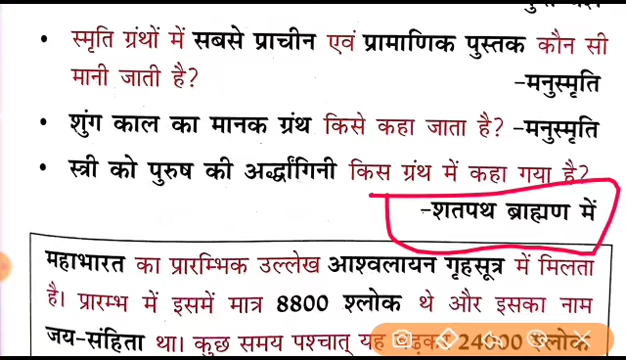 • स्मृति ग्रंथों में सबसे प्राचीन एवं प्रामाणिक पुस्तक कौन सी
मानी जाती है? -मनुस्मृति
• शुंग काल का मानक ग्रंथ किसे कहा जाता है? -मनुस्मृति
• स्त्री को पुरुष की अर्द्धांगिनी किस ग्रंथ में कहा गया है?
-शतपथ ब्राह्मण में
महाभारत का प्रारम्भिक उल्लेख आश्वलायन गृहसूत्र में मिलता
है। प्रारम्भ में इसमें मात्र 8800 श्लोक थे और इसका नाम
जय-संहिता था। कुछ समय पश्चात् यह 24000 श्लोक